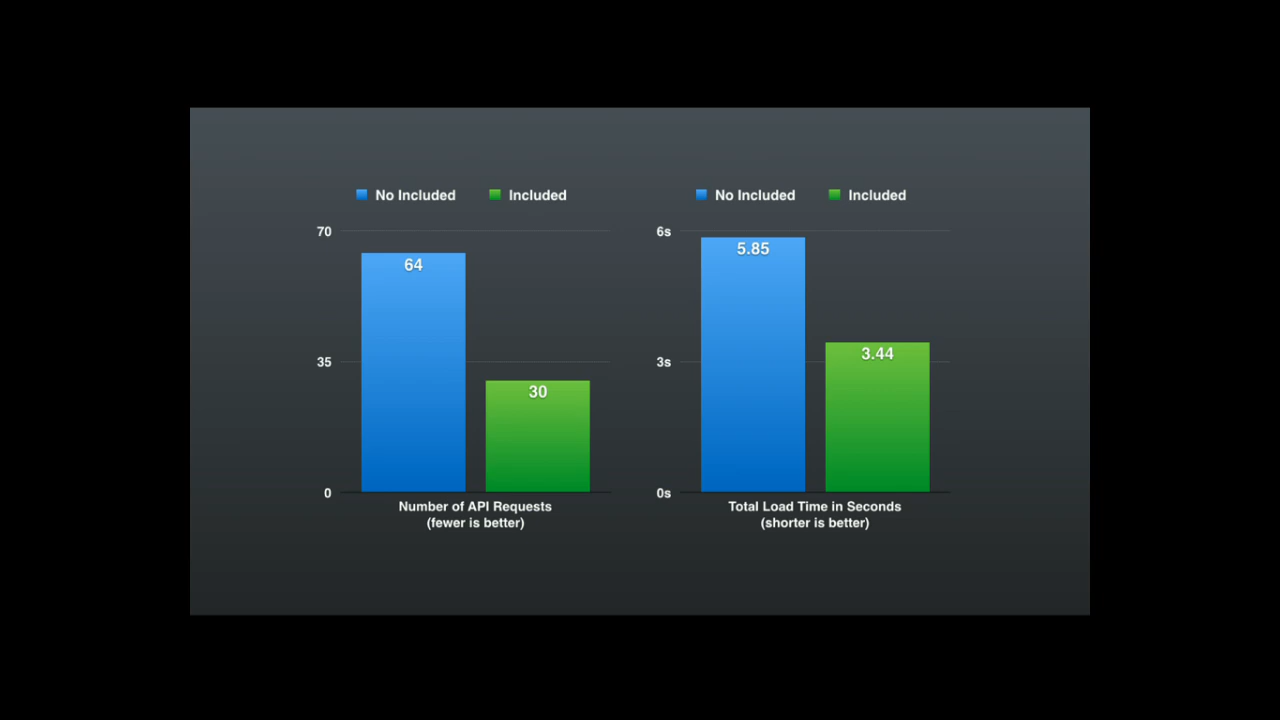 No Included
Included
70
35
0
64
30
Number of API Requests
(fewer is better)
No Included
Included
6s
3s
0s
5.85
3.44
Total Load Time in Seconds
(shorter is better)